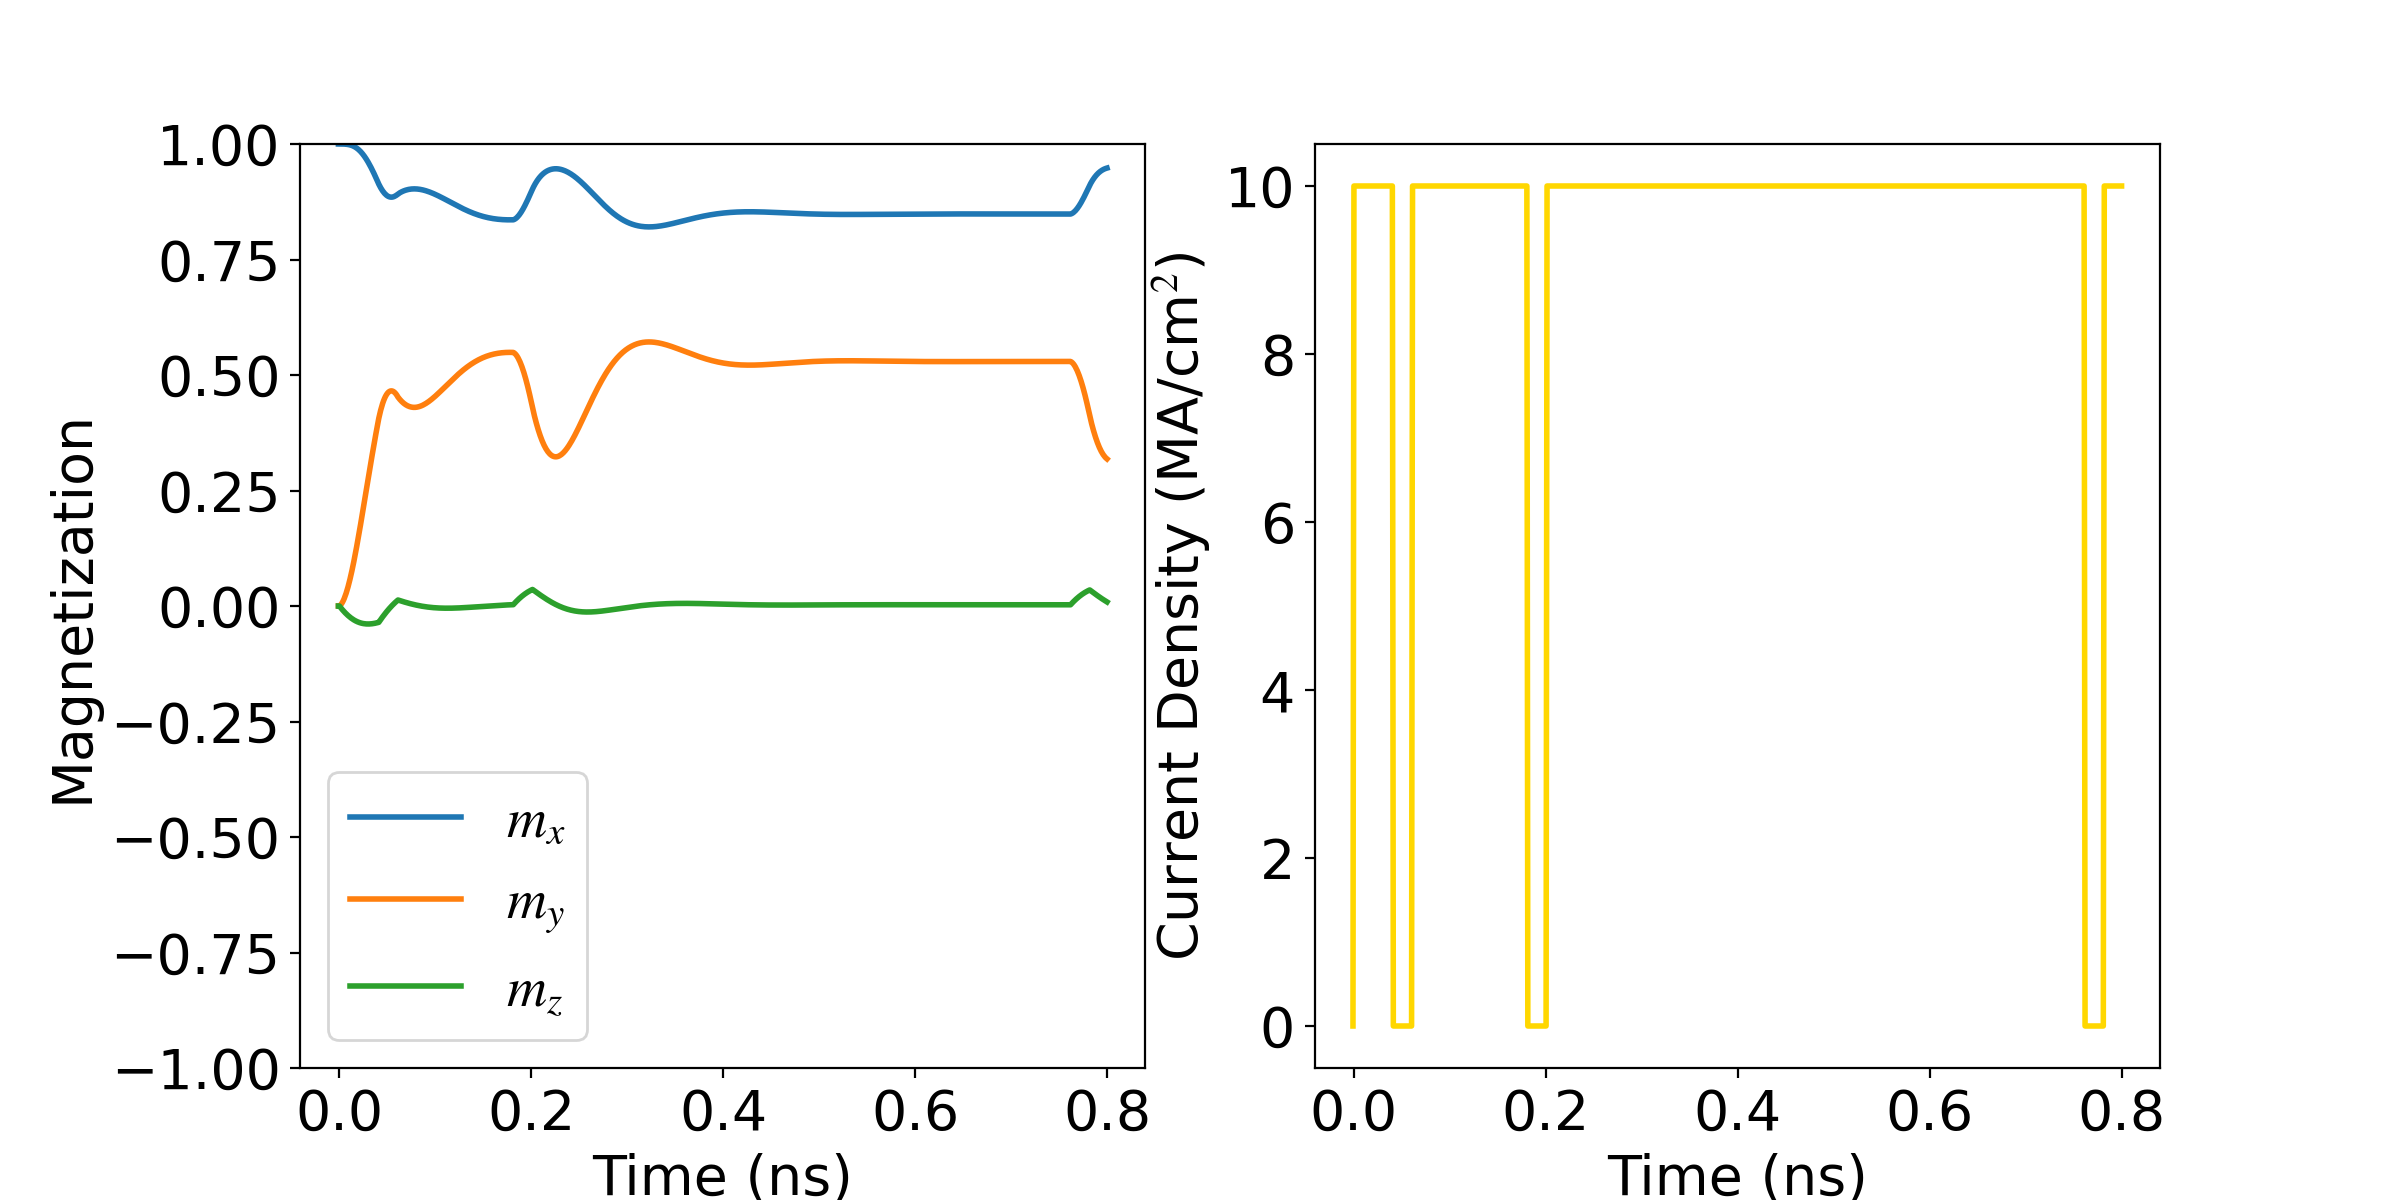 Magnetization
1.00
0.75
0.50
0.25
0.00
−0.25
−0.50
−0.75
−1.00
m_x
m_y
m_z
0.0 0.2 0.4 0.6 0.8
Time (ns)
Current Density (MA/cm²)
10
8
6
4
2
0
0.0 0.2 0.4 0.6 0.8
Time (ns)